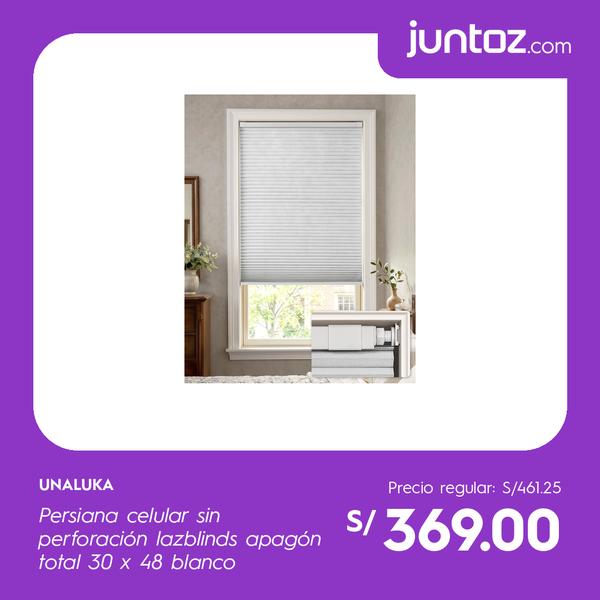 juntoz.com
UNALUKA
Persiana celular sin
perforación lazblinds apagón
total 30 x 48 blanco
Precio regular: S/461.25
S/ 369.00